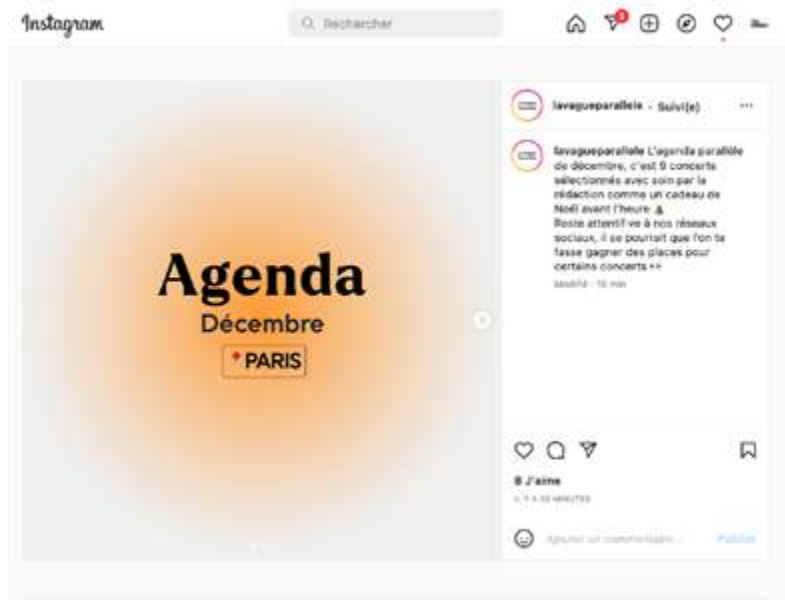 Instagram
Rechercher
Agenda
Décembre
PARIS
lavagueparallele · Suivi(e)
lavagueparallele L'agenda parallèle
de décembre, c'est 9 concerts
sélectionnés avec soin par la
rédaction comme un cadeau de
Noël avant l'heure
Reste attentif·ve à nos réseaux
sociaux, il se pourrait que l'on te
fasse gagner des places pour
certains concerts
8 J'aime
Ajouter un commentaire...
Publier